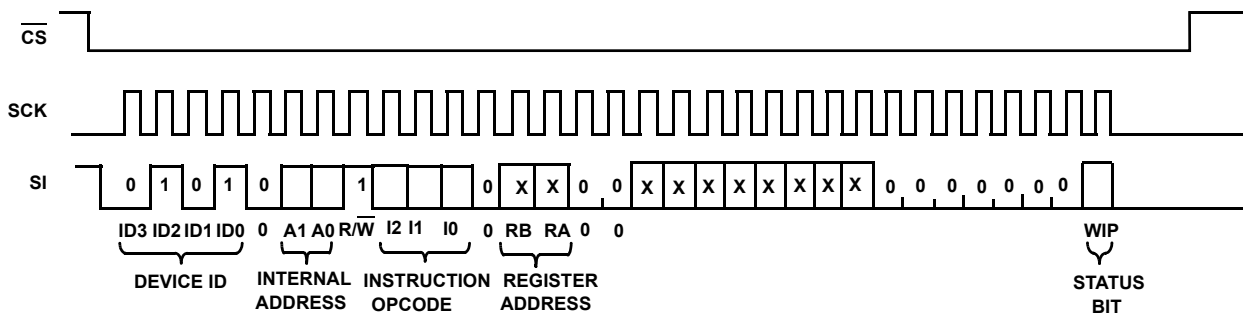 CS
SCK
SI 0 1 0 1 0 1 0 X X 0 0 X X X X X X X X 0 0 0 0 0 0 0
ID3 ID2 ID1 ID0 0 A1 A0 R/W I2 I1 I0 0 RB RA 0 0 WIP
DEVICE ID INTERNAL INSTRUCTION REGISTER STATUS
ADDRESS OPCODE ADDRESS BIT